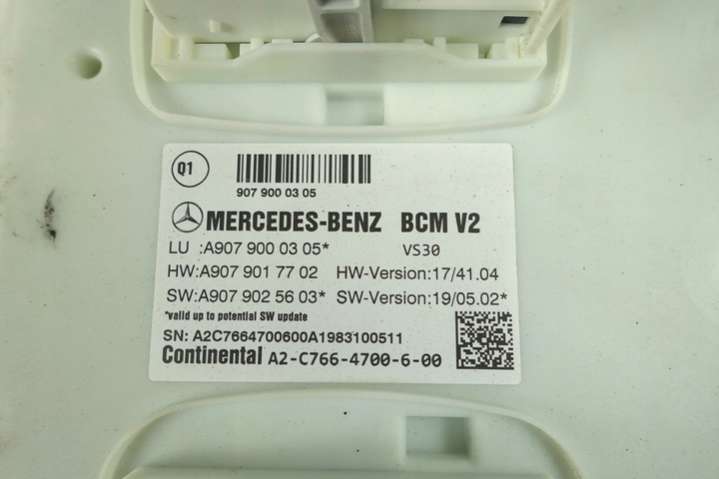 Q1
907 900 03 05
MERCEDES-BENZ BCM V2
LU :A907 900 03 05* VS30
HW:A907 901 77 02 HW-Version:17/41.04
SW:A907 902 56 03* SW-Version:19/05.02*
*valid up to potential SW update
SN: A2C7664700600A1983100511
Continental A2-C766-4700-6-00